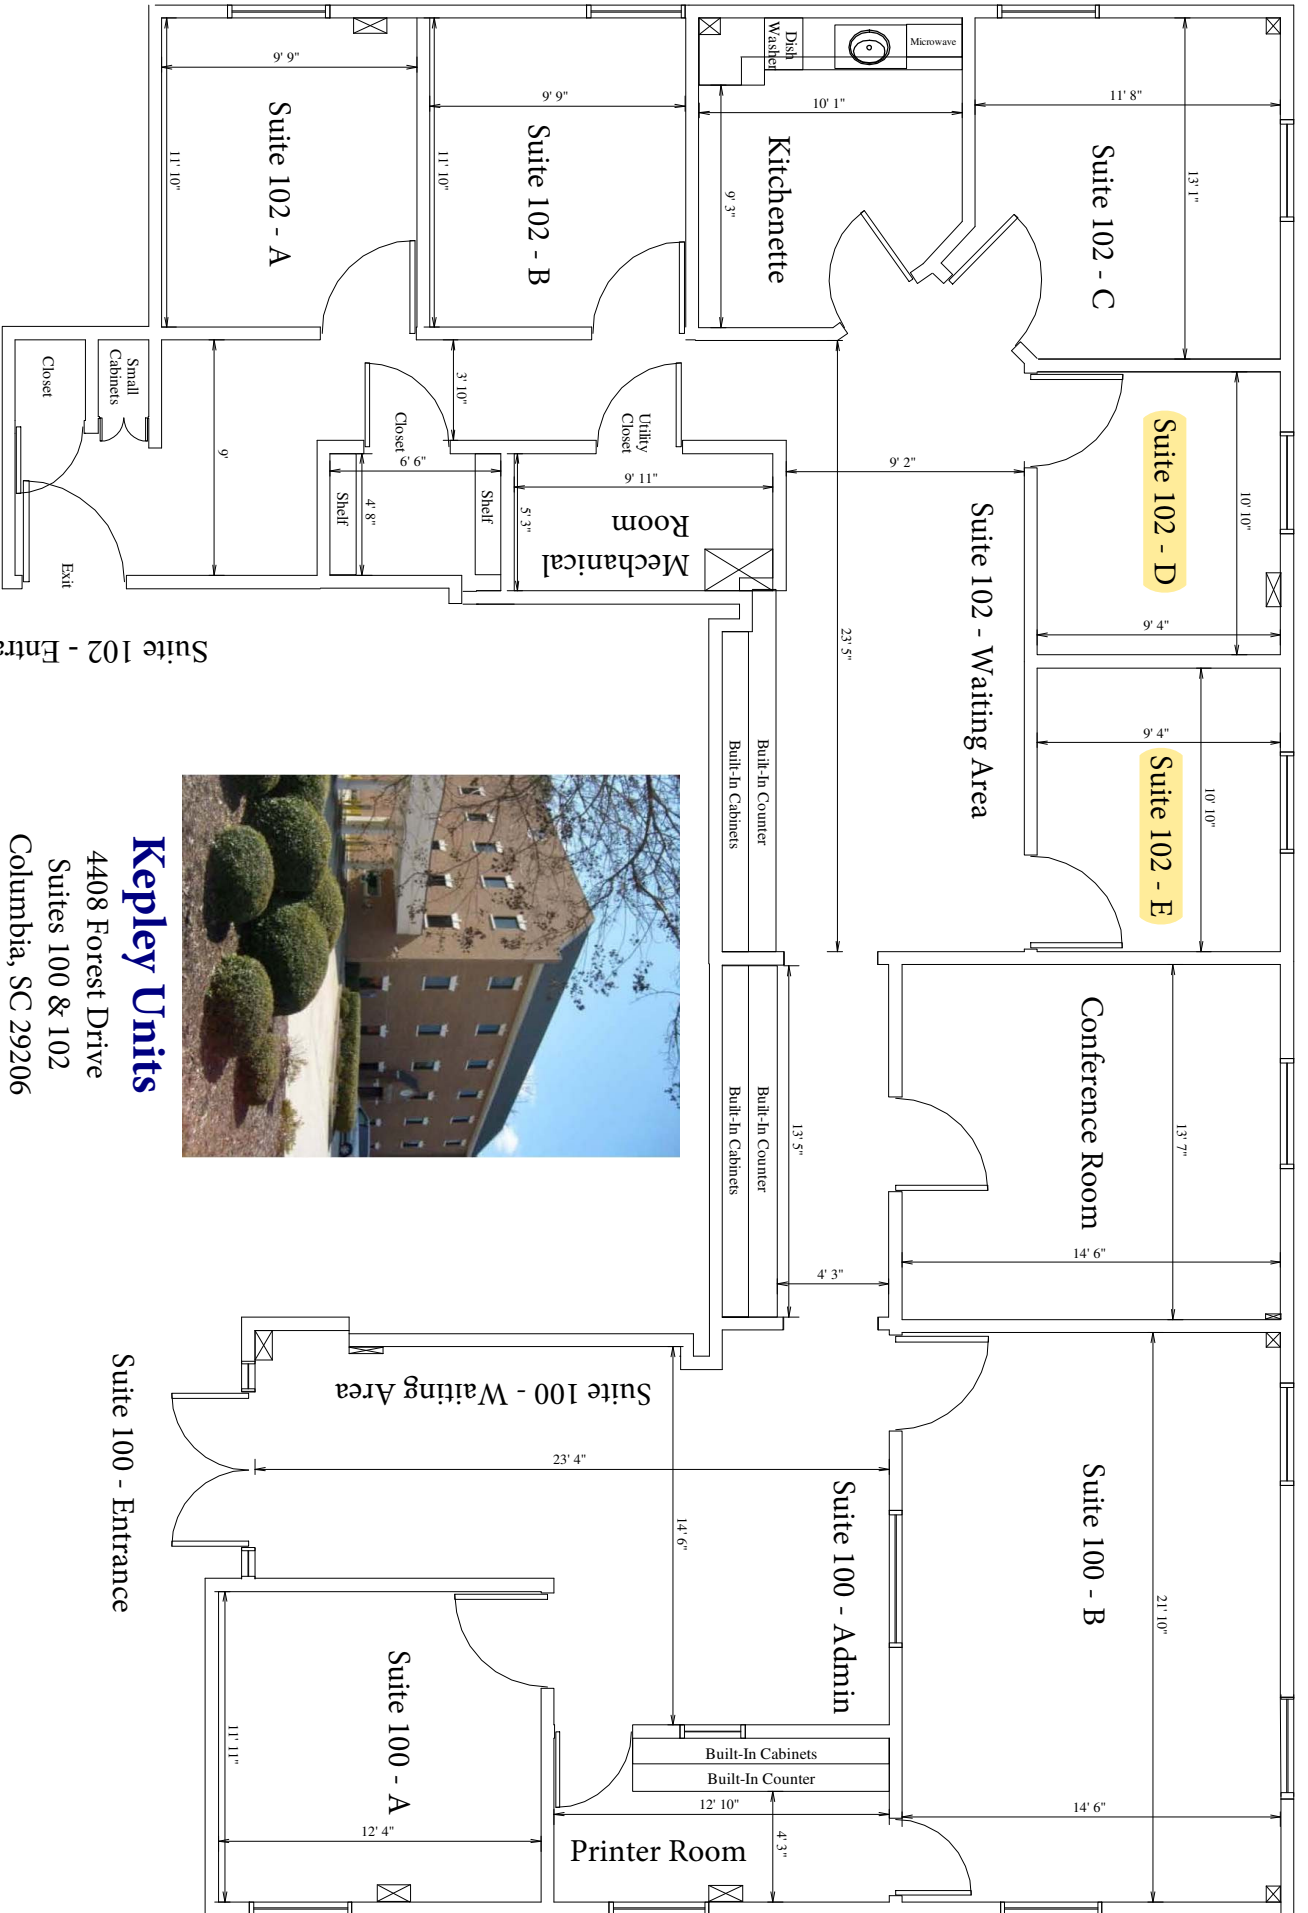 9' 9"
11' 10"
Suite 102 - A
9' 9"
11' 10"
Suite 102 - B
Dish
Washer
Microwave
10' 1"
9' 3"
Kitchenette
11' 8"
13' 1"
Suite 102 - C
Small
Cabinets
Closet
9'
3' 10"
Closet
6' 6"
4' 8"
Shelf
Shelf
Utility
Closet
9' 11"
5' 3"
Mechanical
Room
Exit
Suite 102 - Entra
9' 2"
23' 5"
Suite 102 - Waiting Area
Suite 102 - D
10' 10"
9' 4"
Suite 102 - E
9' 4"
10' 10"
Built-In Counter
Built-In Cabinets
Built-In Counter
Built-In Cabinets
13' 5"
4' 3"
Conference Room
13' 7"
14' 6"
Kepley Units
4408 Forest Drive
Suites 100 & 102
Columbia, SC 29206
Suite 100 - Entrance
Suite 100 - Waiting Area
23' 4"
14' 6"
Suite 100 - Admin
Suite 100 - B
21' 10"
14' 6"
Suite 100 - A
11' 11"
12' 4"
Built-In Cabinets
Built-In Counter
12' 10"
4' 3"
Printer Room